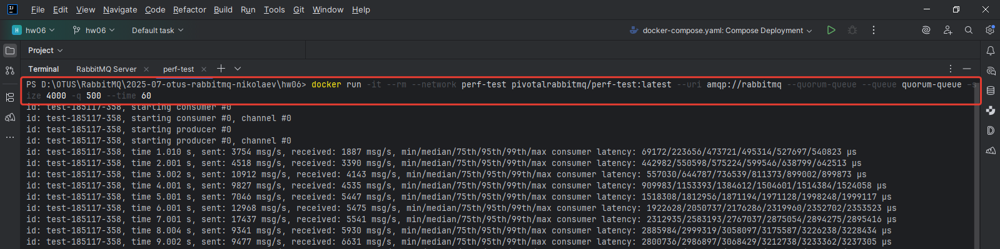 File Edit View Navigate Code Refactor Build Run Tools Git Window Help
H hw06 hw06 Default task docker-compose.yaml: Compose Deployment
Project
Terminal RabbitMQ Server × perf-test ×
PS D:\OTUS\RabbitMQ\2025-07-otus-rabbitmq-nikolaev\hw06> docker run -it --rm --network perf-test pivotalrabbitmq/perf-test:latest --uri amqp://rabbitmq --quorum-queue --queue quorum-queue -s
ize 4000 -q 500 --time 60
id: test-185117-358, starting consumer #0
id: test-185117-358, starting consumer #0, channel #0
id: test-185117-358, starting producer #0
id: test-185117-358, starting producer #0, channel #0
id: test-185117-358, time 1.010 s, sent: 3754 msg/s, received: 1887 msg/s, min/median/75th/95th/99th/max consumer latency: 69172/223656/473721/495314/527697/540823 µs
id: test-185117-358, time 2.001 s, sent: 4518 msg/s, received: 3390 msg/s, min/median/75th/95th/99th/max consumer latency: 442982/550598/575224/599546/638799/642513 µs
id: test-185117-358, time 3.002 s, sent: 10912 msg/s, received: 4143 msg/s, min/median/75th/95th/99th/max consumer latency: 557030/644787/736539/811373/899002/899873 µs
id: test-185117-358, time 4.001 s, sent: 9827 msg/s, received: 4535 msg/s, min/median/75th/95th/99th/max consumer latency: 909983/1153393/1384612/1504601/1514384/1524058 µs
id: test-185117-358, time 5.001 s, sent: 7046 msg/s, received: 5447 msg/s, min/median/75th/95th/99th/max consumer latency: 1518308/1812956/1871194/1971128/1998248/1999117 µs
id: test-185117-358, time 6.001 s, sent: 12968 msg/s, received: 5475 msg/s, min/median/75th/95th/99th/max consumer latency: 1922628/2050737/2176286/2319960/2352702/2353523 µs
id: test-185117-358, time 7.001 s, sent: 17437 msg/s, received: 5541 msg/s, min/median/75th/95th/99th/max consumer latency: 2312935/2583193/2767037/2875054/2894275/2895416 µs
id: test-185117-358, time 8.004 s, sent: 9341 msg/s, received: 5930 msg/s, min/median/75th/95th/99th/max consumer latency: 2885984/2999319/3058097/3175587/3226238/3228434 µs
id: test-185117-358, time 9.002 s, sent: 9477 msg/s, received: 6631 msg/s, min/median/75th/95th/99th/max consumer latency: 2800736/2986897/3068429/3212738/3233362/3237305 µs